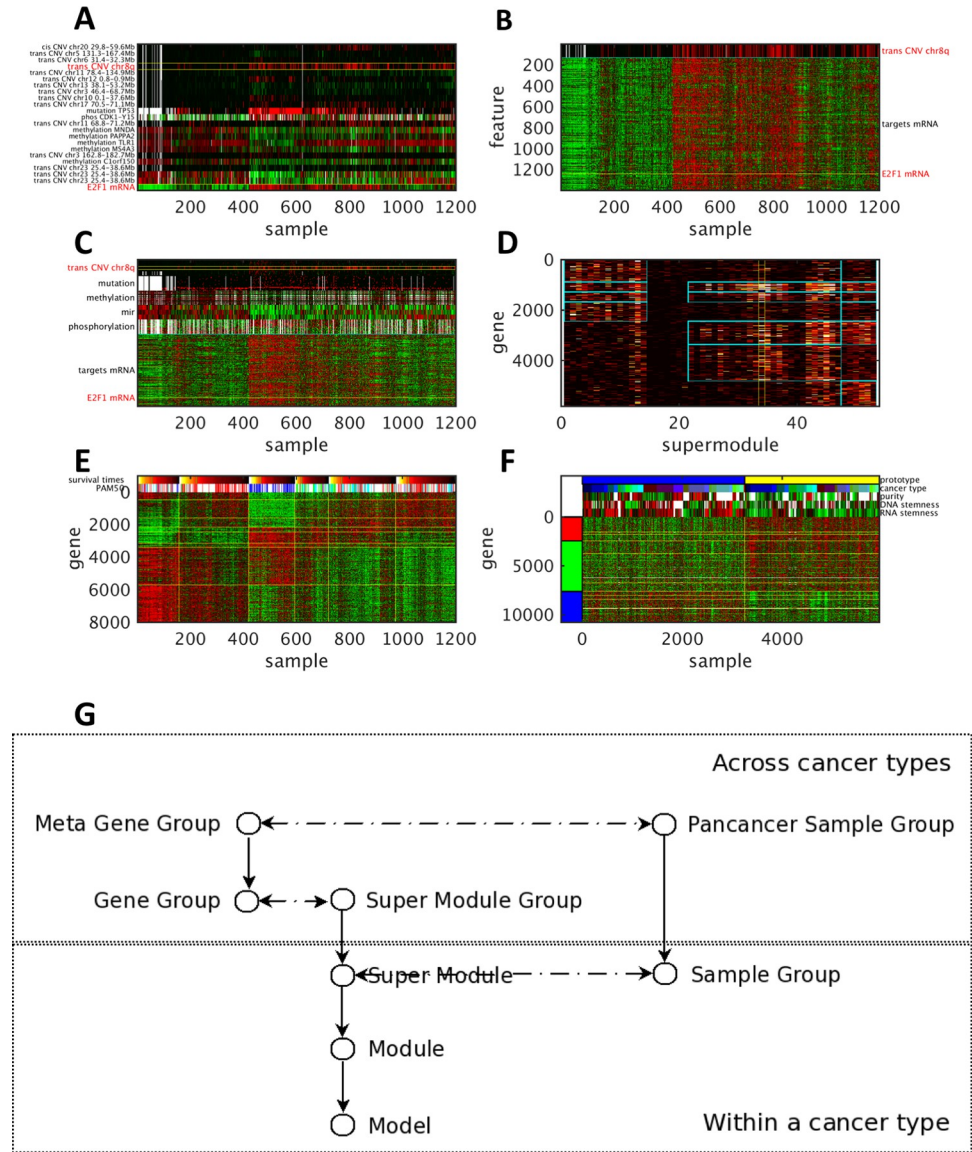 A
cis CNV chr20 29.8-59.6Mb
trans CNV chr5 131.3-167.4Mb
trans CNV chr6 31.4-32.3Mb
trans CNV chr8q
trans CNV chr11 78.4-134.9Mb
trans CNV chr12 0.8-0.9Mb
trans CNV chr13 38.1-53.2Mb
trans CNV chr3 46.4-68.7Mb
trans CNV chr10 0.1-37.6Mb
trans CNV chr17 70.5-71.1Mb
mutation TP53
phos CDK1-Y15
trans CNV chr11 68.8-71.2Mb
methylation MNDA
methylation PAPPA2
methylation TLR1
methylation MS4A3
trans CNV chr3 162.8-182.7Mb
methylation C1orf150
trans CNV chr23 25.4-38.6Mb
trans CNV chr23 25.4-38.6Mb
trans CNV chr23 25.4-38.6Mb
E2F1 mRNA
200 400 600 800 1000 1200
sample
B
trans CNV chr8q
targets mRNA
E2F1 mRNA
feature
200
400
600
800
1000
1200
200 400 600 800 1000 1200
sample
C
trans CNV chr8q
mutation
methylation
mir
phosphorylation
targets mRNA
E2F1 mRNA
200 400 600 800 1000 1200
sample
D
gene
0
2000
4000
0 20 40
supermodule
E
survival times
PAM50
gene
0
2000
4000
6000
8000
200 400 600 800 1000 1200
sample
F
prototype
cancer type
purity
DNA stemness
RNA stemness
gene
0
5000
10000
0 2000 4000
sample
G
Across cancer types
Meta Gene Group
Pancancer Sample Group
Gene Group
Super Module Group
Super Module
Sample Group
Module
Model
Within a cancer type